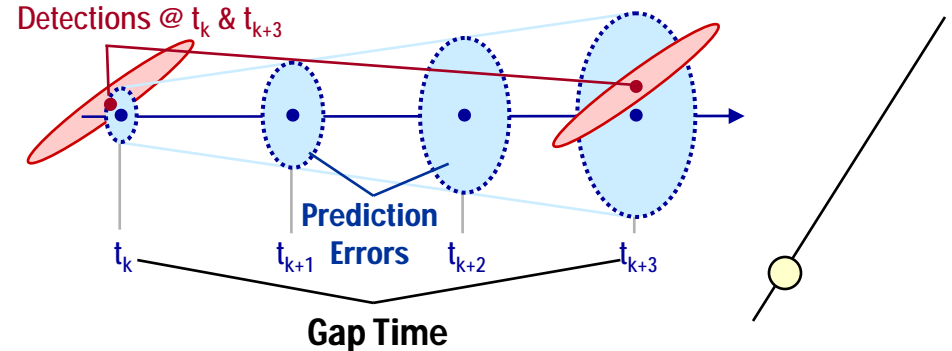 Detections @ tₖ & tₖ₊₃
Prediction
Errors
tₖ
tₖ₊₁
tₖ₊₂
tₖ₊₃
Gap Time